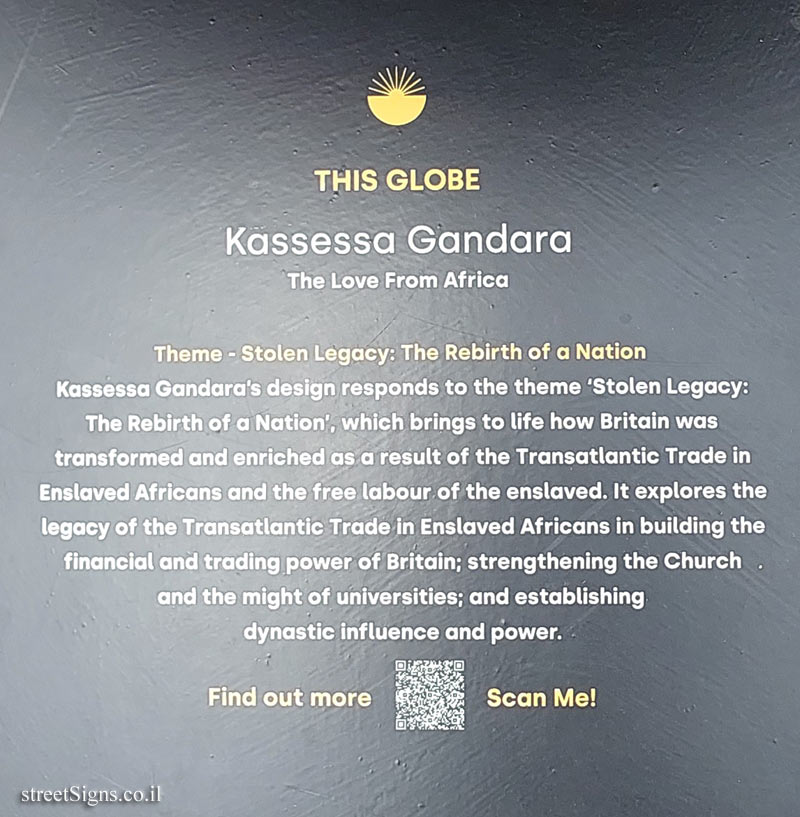 THIS GLOBE
Kassessa Gandara
The Love From Africa
Theme - Stolen Legacy: The Rebirth of a Nation
Kassessa Gandara's design responds to the theme 'Stolen Legacy:
The Rebirth of a Nation', which brings to life how Britain was
transformed and enriched as a result of the Transatlantic Trade in
Enslaved Africans and the free labour of the enslaved. It explores the
legacy of the Transatlantic Trade in Enslaved Africans in building the
financial and trading power of Britain; strengthening the Church
and the might of universities; and establishing
dynastic influence and power.
Find out more Scan Me!
streetSigns.co.il